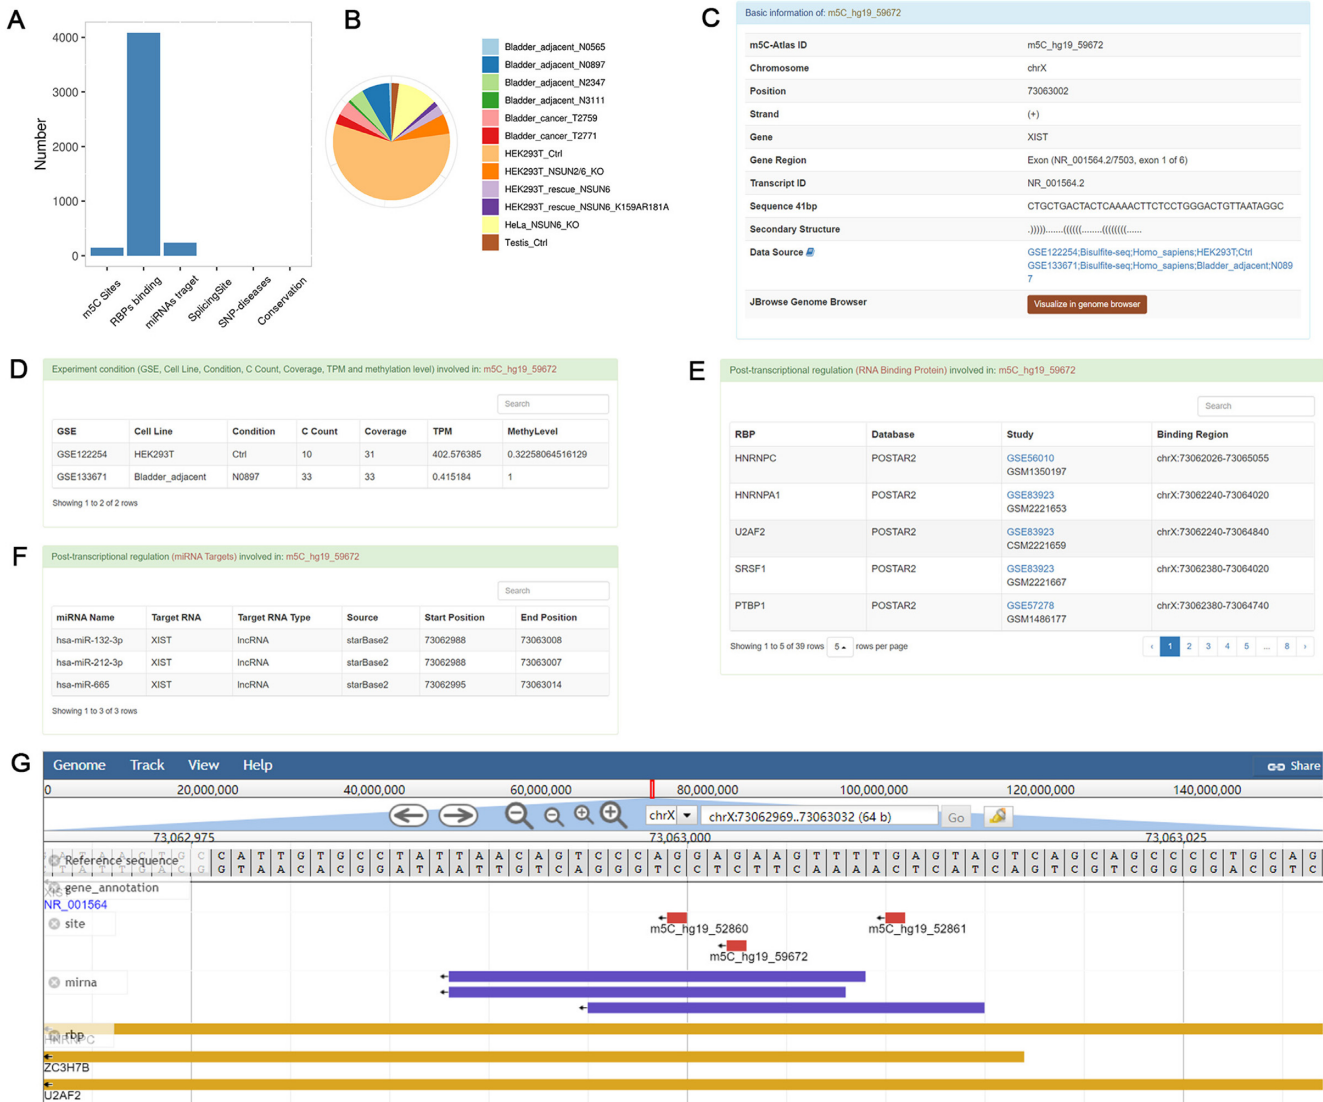 A
Number
4000
3000
2000
1000
0
m5C Sites
RBPs binding
miRNAs traget
SplicingSite
SNP-diseases
Conservation
B
Bladder_adjacent_N0565
Bladder_adjacent_N0897
Bladder_adjacent_N2347
Bladder_adjacent_N3111
Bladder_cancer_T2759
Bladder_cancer_T2771
HEK293T_Ctrl
HEK293T_NSUN2/6_KO
HEK293T_rescue_NSUN6
HEK293T_rescue_NSUN6_K159AR181A
HeLa_NSUN6_KO
Testis_Ctrl
C
Basic information of: m5C_hg19_59672
m5C-Atlas ID m5C_hg19_59672
Chromosome chrX
Position 73063002
Strand (+)
Gene XIST
Gene Region Exon (NR_001564.2/7503, exon 1 of 6)
Transcript ID NR_001564.2
Sequence 41bp CTGCTGACTACTCAAAACTTCTCCTGGGACTGTTAATAGGC
Secondary Structure .))))).......((((((........((((((((......
Data Source GSE122254;Bisulfite-seq;Homo_sapiens;HEK293T;Ctrl
GSE133671;Bisulfite-seq;Homo_sapiens;Bladder_adjacent;N089
7
JBrowse Genome Browser Visualize in genome browser
D
Experiment condition (GSE, Cell Line, Condition, C Count, Coverage, TPM and methylation level) involved in: m5C_hg19_59672
Search
GSE Cell Line Condition C Count Coverage TPM MethyLevel
GSE122254 HEK293T Ctrl 10 31 402.576385 0.32258064516129
GSE133671 Bladder_adjacent N0897 33 33 0.415184 1
Showing 1 to 2 of 2 rows
E
Post-transcriptional regulation (RNA Binding Protein) involved in: m5C_hg19_59672
Search
RBP Database Study Binding Region
HNRNPC POSTAR2 GSE56010 chrX:73062026-73065055
GSM1350197
HNRNPA1 POSTAR2 GSE83923 chrX:73062240-73064020
GSM2221653
U2AF2 POSTAR2 GSE83923 chrX:73062240-73064840
CSM2221659
SRSF1 POSTAR2 GSE83923 chrX:73062380-73064020
GSM2221667
PTBP1 POSTAR2 GSE57278 chrX:73062380-73064740
GSM1486177
Showing 1 to 5 of 39 rows 5 rows per page ‹ 1 2 3 4 5 ... 8 ›
F
Post-transcriptional regulation (miRNA Targets) involved in: m5C_hg19_59672
Search
miRNA Name Target RNA Target RNA Type Source Start Position End Position
hsa-miR-132-3p XIST lncRNA starBase2 73062988 73063008
hsa-miR-212-3p XIST lncRNA starBase2 73062988 73063007
hsa-miR-665 XIST lncRNA starBase2 73062995 73063014
Showing 1 to 3 of 3 rows
G
Genome Track View Help Share
0 20,000,000 40,000,000 60,000,000 80,000,000 100,000,000 120,000,000 140,000,000
chrX chrX:73062969..73063032 (64 b) Go
73,062,975 73,063,000 73,063,025
Reference sequence
C A T T G T G C C T A T T A A C A G T C C C A G G A G A A G T T T T G A G T A G T C A G C A G C C C C T G C A G
G T A A C A C G G A T A A T T G T C A G G G T C C T C T T C A A A A C T C A T C A G T C G T C G G G G A C G T C
gene_annotation
NR_001564
site
m5C_hg19_52860 m5C_hg19_52861
m5C_hg19_59672
mirna
rbp
HNRNPC
ZC3H7B
U2AF2